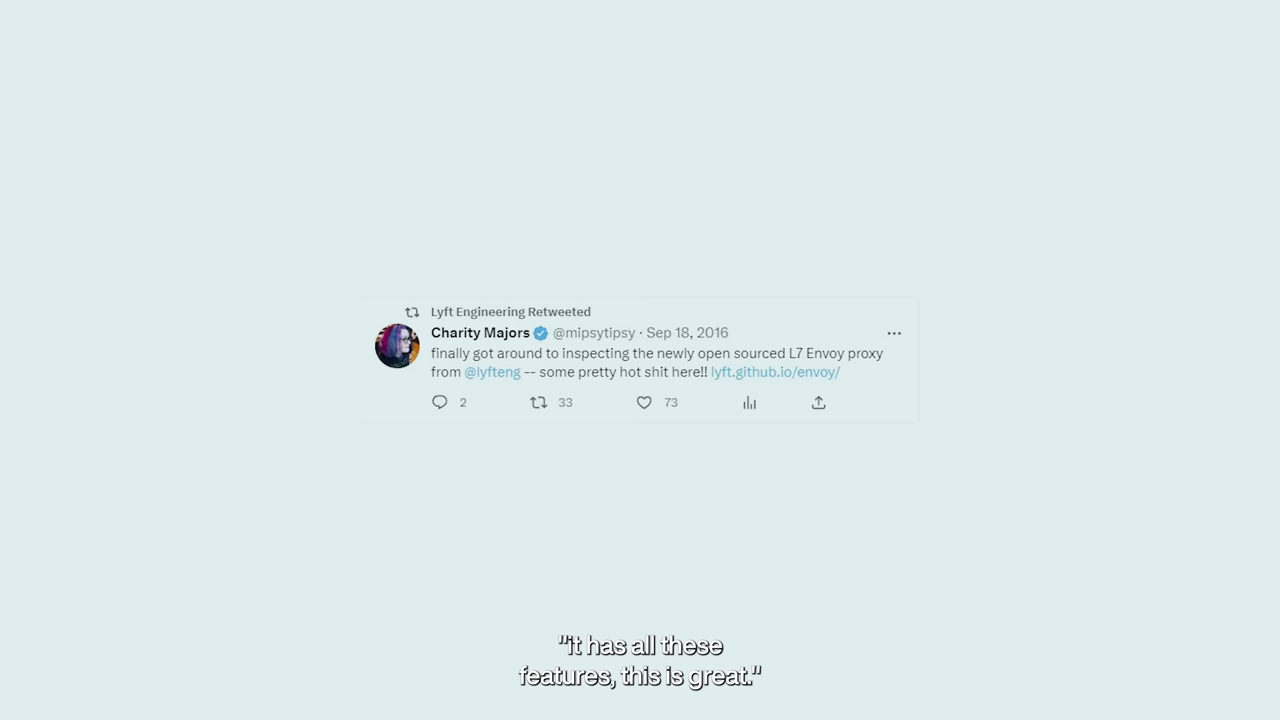 Lyft Engineering Retweeted
Charity Majors @mipsytipsy · Sep 18, 2016
finally got around to inspecting the newly open sourced L7 Envoy proxy
from @lyfteng -- some pretty hot shit here!! lyft.github.io/envoy/
2 33 73
"it has all these
features, this is great."